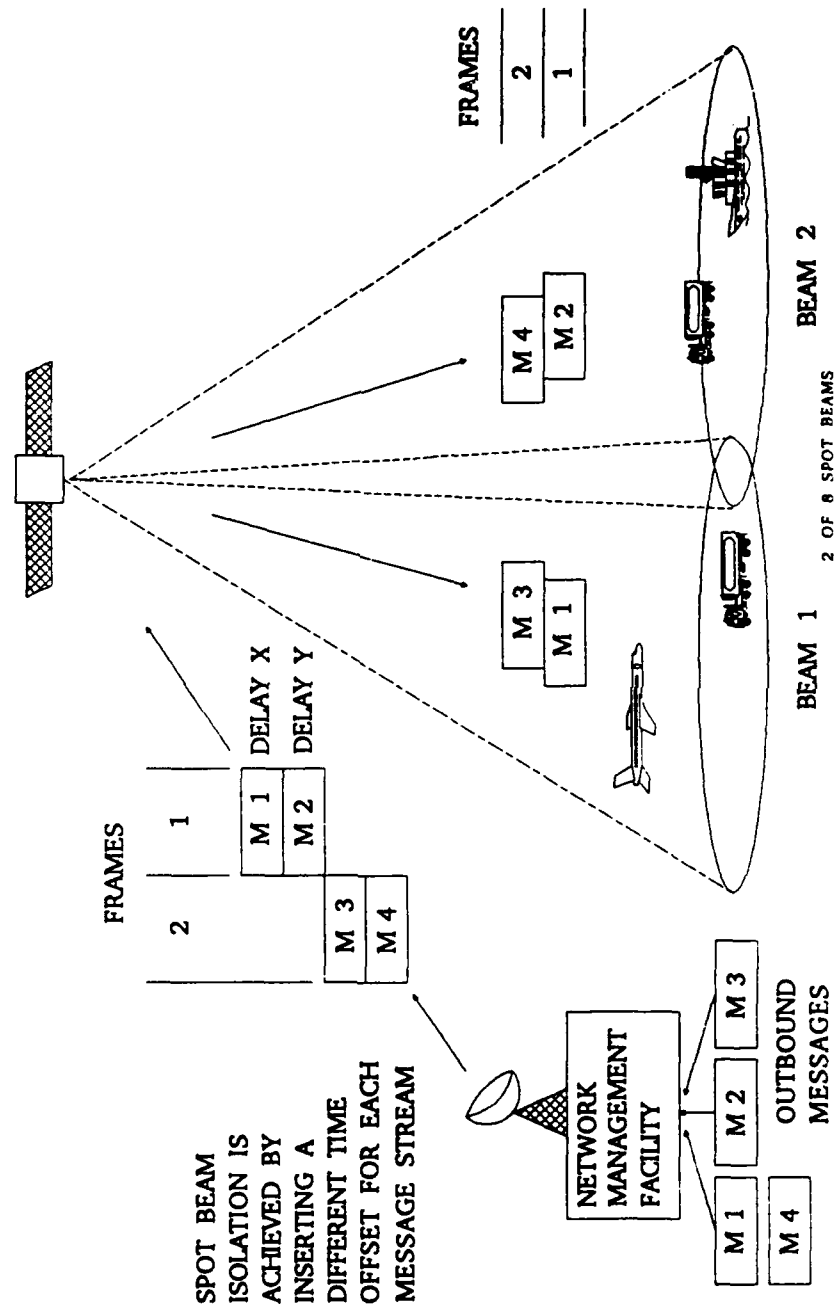 SPOT BEAM
ISOLATION IS
ACHIEVED BY
INSERTING A
DIFFERENT TIME
OFFSET FOR EACH
MESSAGE STREAM
FRAMES
2
1
M 1
DELAY X
M 2
DELAY Y
M 3
M 4
NETWORK
MANAGEMENT
FACILITY
M 1
M 2
M 3
M 4
OUTBOUND
MESSAGES
M 3
M 1
M 4
M 2
FRAMES
2
1
BEAM 1
BEAM 2
2 OF 8 SPOT BEAMS